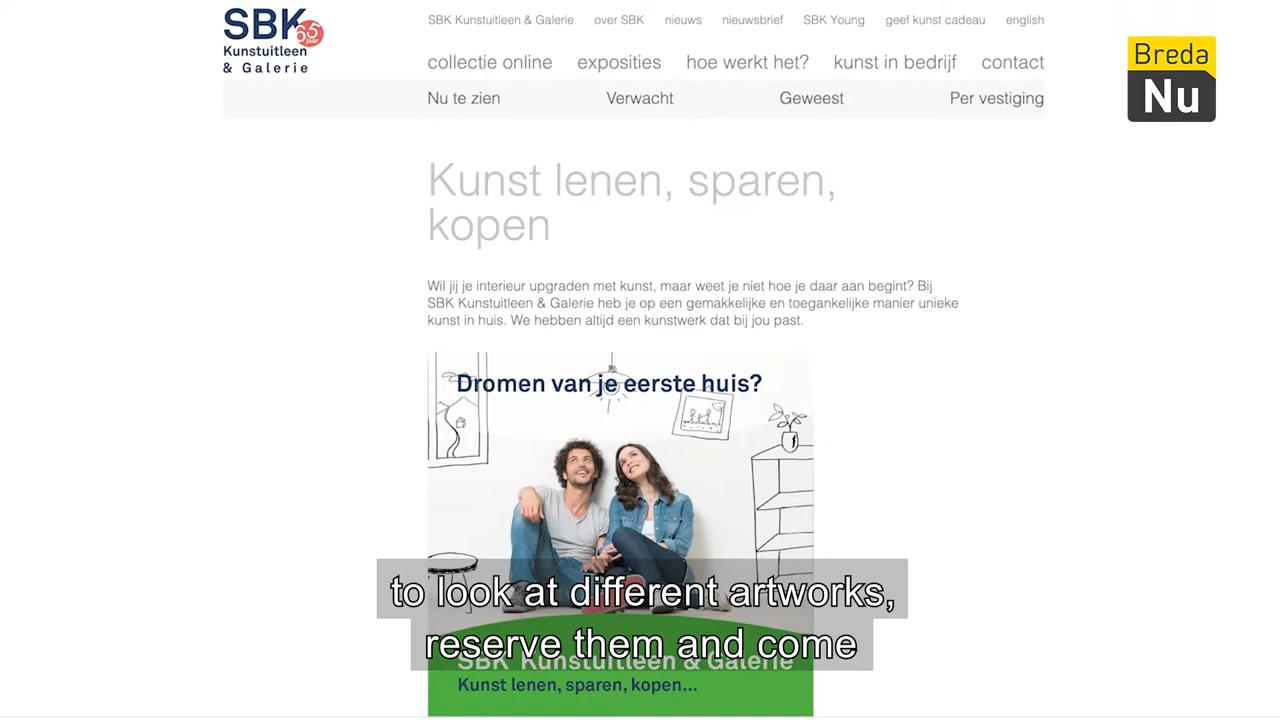 SBK
65
jaar
Kunstuitleen
& Galerie
SBK Kunstuitleen & Galerie over SBK nieuws nieuwsbrief SBK Young geef kunst cadeau english
collectie online exposities hoe werkt het? kunst in bedrijf contact
Nu te zien Verwacht Geweest Per vestiging
Breda
Nu
Kunst lenen, sparen,
kopen
Wil jij je interieur upgraden met kunst, maar weet je niet hoe je daar aan begint? Bij
SBK Kunstuitleen & Galerie heb je op een gemakkelijke en toegankelijke manier unieke
kunst in huis. We hebben altijd een kunstwerk dat bij jou past.
Dromen van je eerste huis?
to look at different artworks,
reserve them and come
SBK Kunstuitleen & Galerie
Kunst lenen, sparen, kopen...